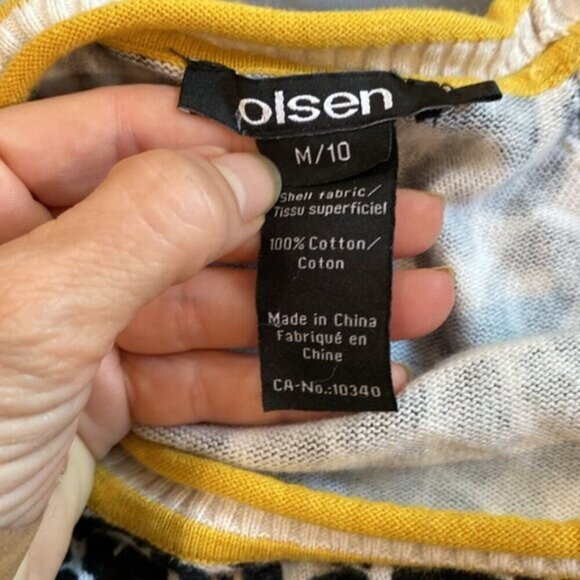 olsen
M/10
Shell fabric/
Tissu superficiel
100% Cotton/
Coton
Made in China
Fabriqué en
Chine
CA-No.:10340